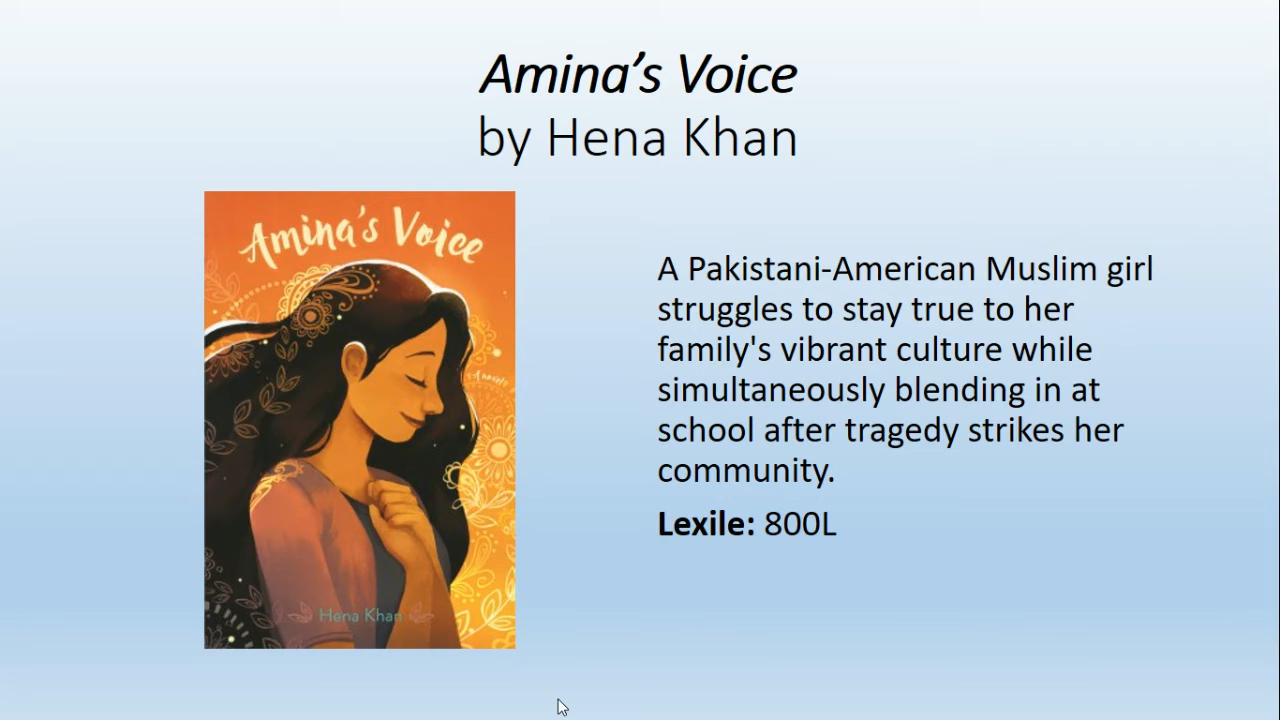 Amina’s Voice
by Hena Khan
Amina's Voice
A novel
Hena Khan
A Pakistani-American Muslim girl
struggles to stay true to her
family's vibrant culture while
simultaneously blending in at
school after tragedy strikes her
community.
Lexile: 800L